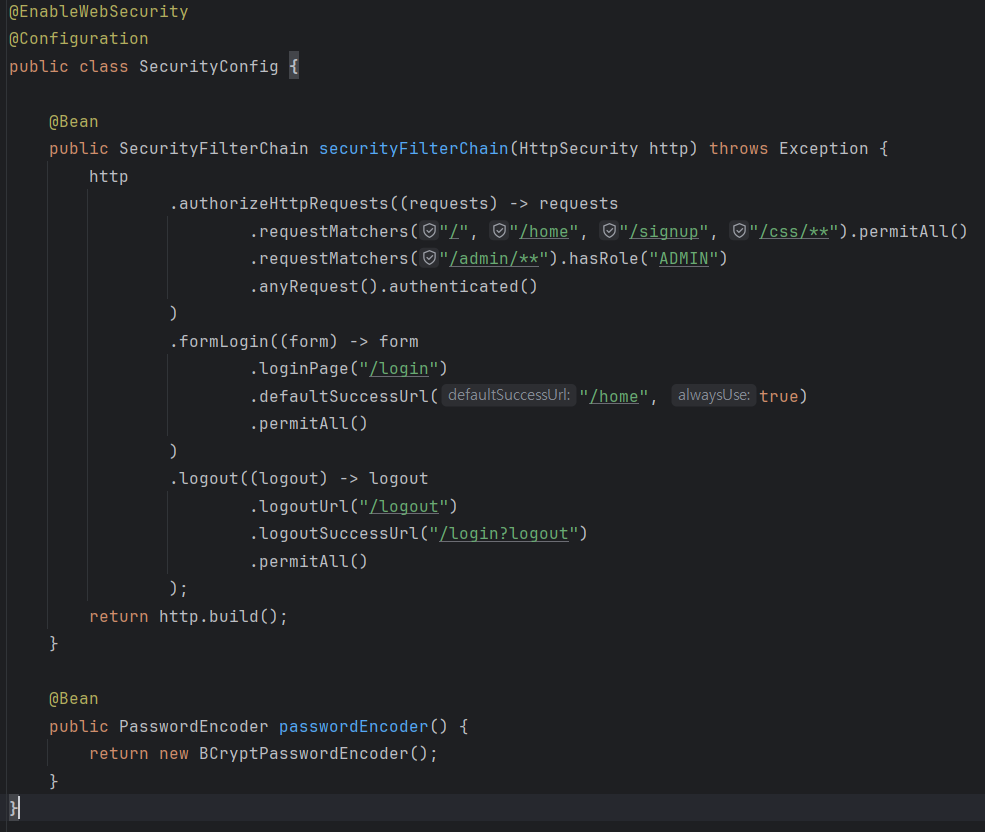 @EnableWebSecurity
@Configuration
public class SecurityConfig {
@Bean
public SecurityFilterChain securityFilterChain(HttpSecurity http) throws Exception {
http
.authorizeHttpRequests((requests) -> requests
.requestMatchers("/", "/home", "/signup", "/css/**").permitAll()
.requestMatchers("/admin/**").hasRole("ADMIN")
.anyRequest().authenticated()
)
.formLogin((form) -> form
.loginPage("/login")
.defaultSuccessUrl( defaultSuccessUrl: "/home", alwaysUse: true)
.permitAll()
)
.logout((logout) -> logout
.logoutUrl("/logout")
.logoutSuccessUrl("/login?logout")
.permitAll()
);
return http.build();
}
@Bean
public PasswordEncoder passwordEncoder() {
return new BCryptPasswordEncoder();
}
}